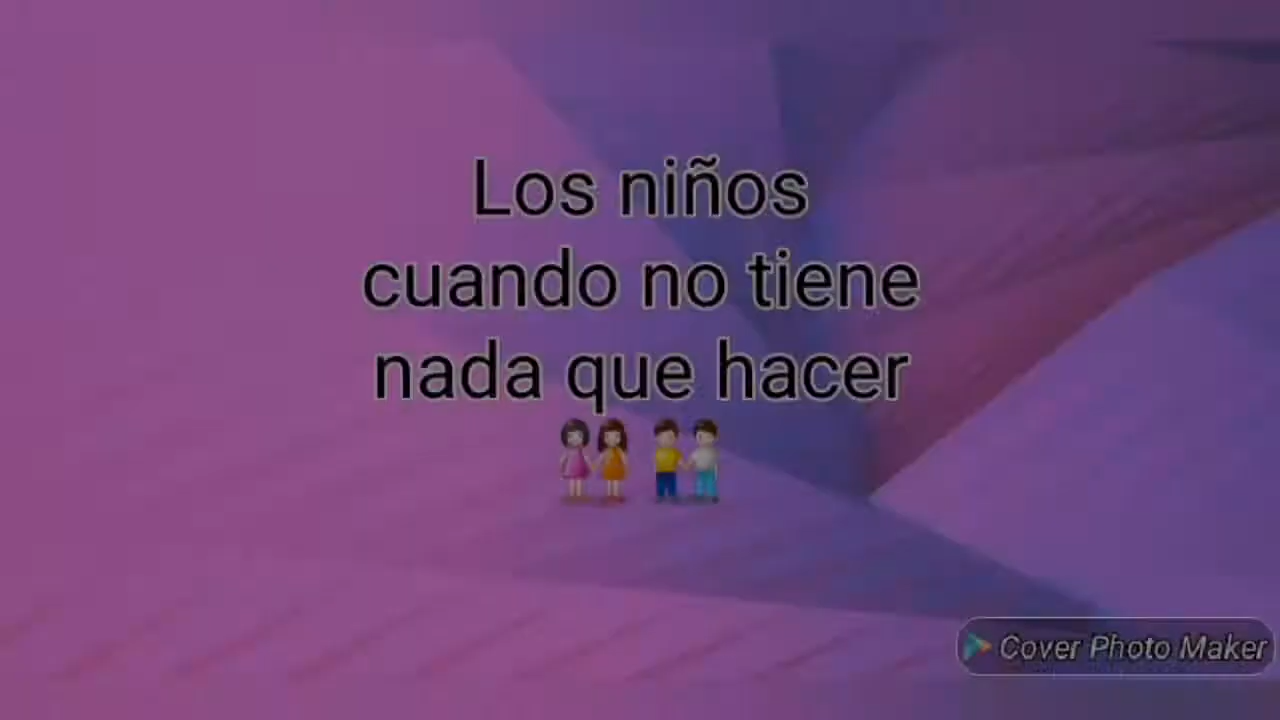 Los niños
cuando no tiene
nada que hacer
Cover Photo Maker